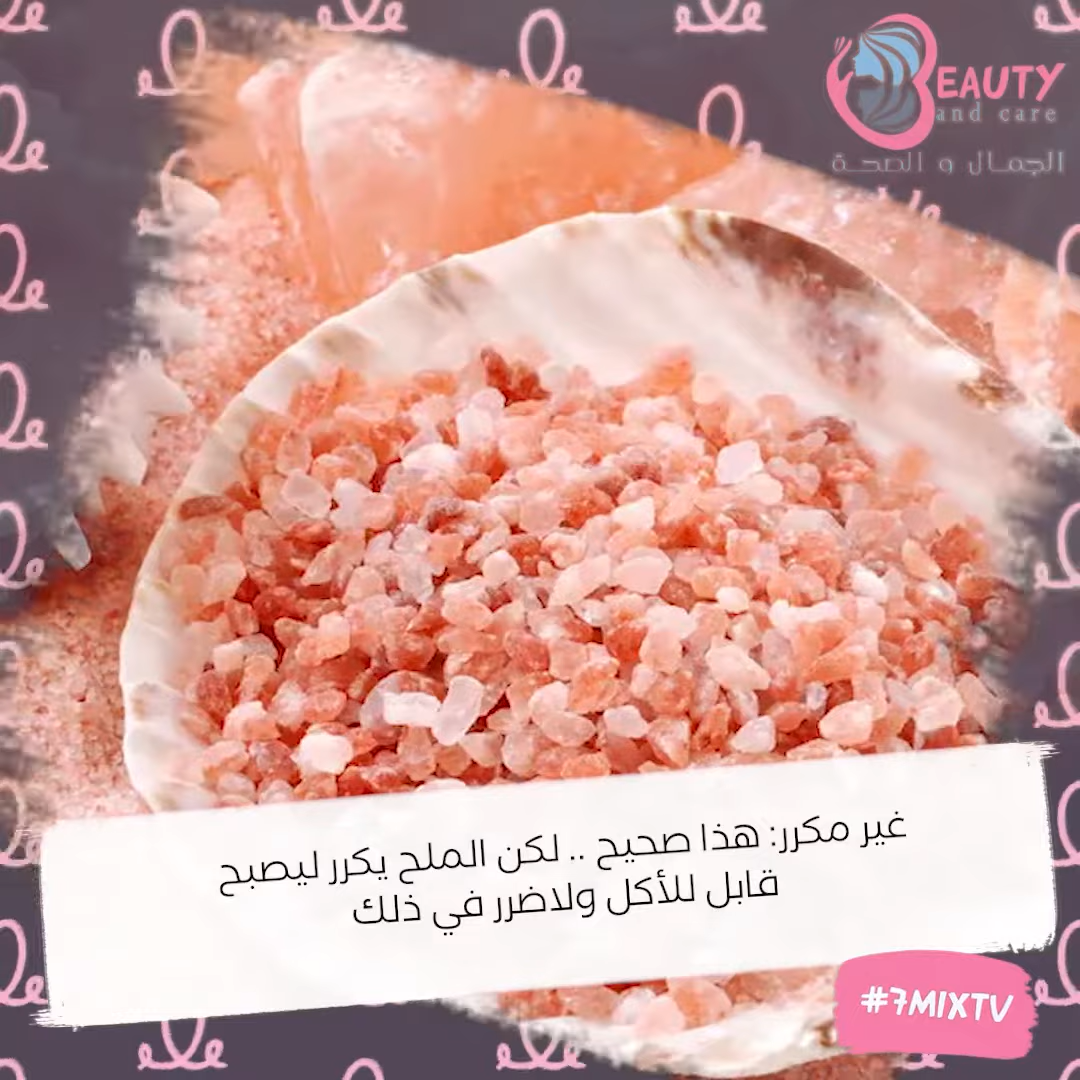 BEAUTY
and care
الجمال و الصحة
غير مكرر: هذا صحيح .. لكن الملح يكرر ليصبح
قابل للأكل ولاضرر في ذلك
#7MIXTV